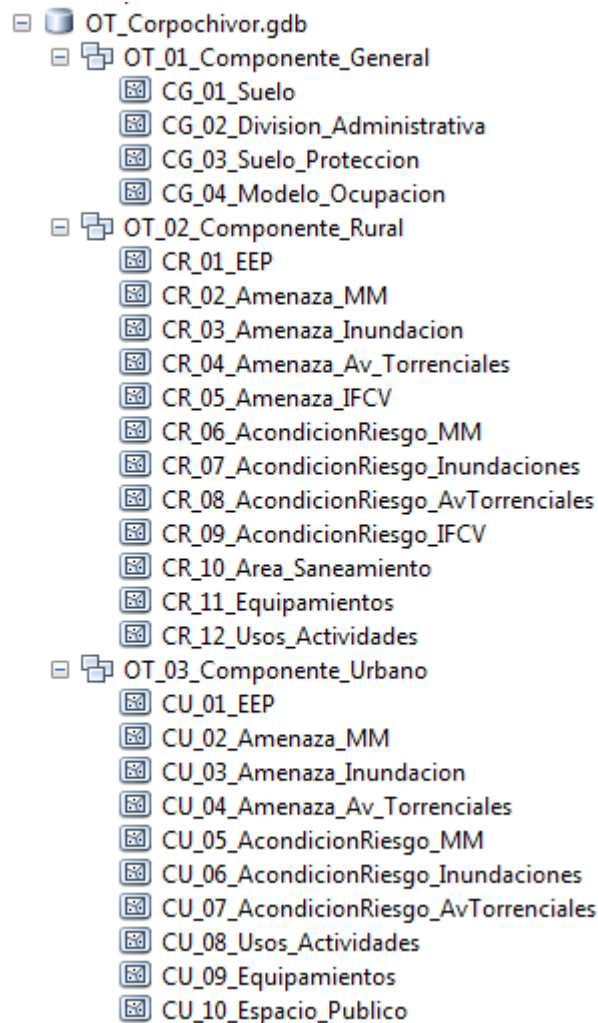 OT_Corpochivor.gdb
OT_01_Componente_General
CG_01_Suelo
CG_02_Division_Administrativa
CG_03_Suelo_Proteccion
CG_04_Modelo_Ocupacion
OT_02_Componente_Rural
CR_01_EEP
CR_02_Amenaza_MM
CR_03_Amenaza_Inundacion
CR_04_Amenaza_Av_Torrenciales
CR_05_Amenaza_IFCV
CR_06_AcondicionRiesgo_MM
CR_07_AcondicionRiesgo_Inundaciones
CR_08_AcondicionRiesgo_AvTorrenciales
CR_09_AcondicionRiesgo_IFCV
CR_10_Area_Saneamiento
CR_11_Equipamientos
CR_12_Usos_Actividades
OT_03_Componente_Urbano
CU_01_EEP
CU_02_Amenaza_MM
CU_03_Amenaza_Inundacion
CU_04_Amenaza_Av_Torrenciales
CU_05_AcondicionRiesgo_MM
CU_06_AcondicionRiesgo_Inundaciones
CU_07_AcondicionRiesgo_AvTorrenciales
CU_08_Usos_Actividades
CU_09_Equipamientos
CU_10_Espacio_Publico